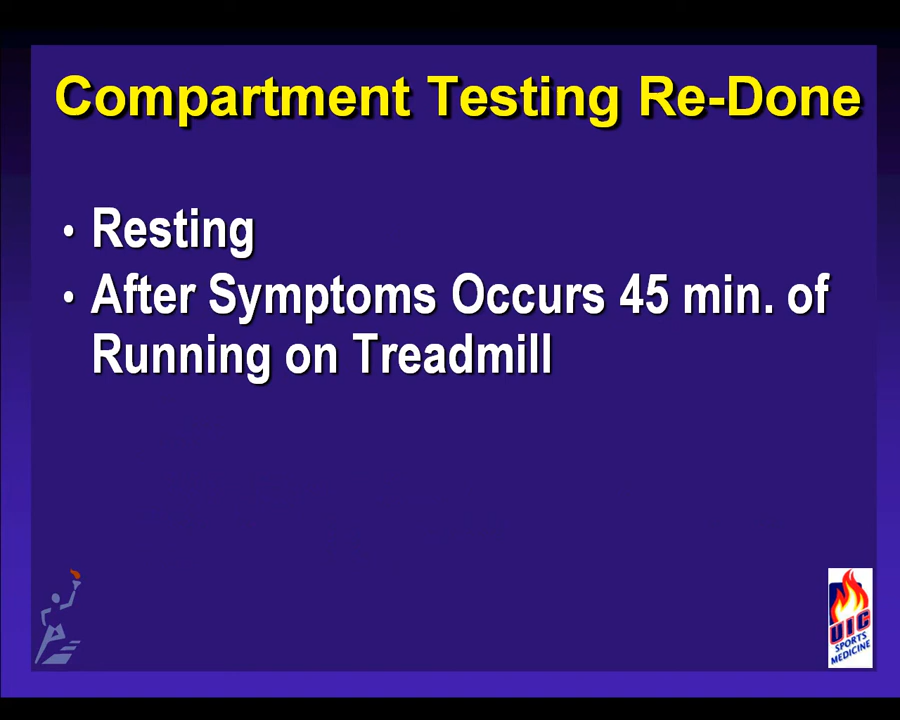 Compartment Testing Re-Done
• Resting
• After Symptoms Occurs 45 min. of
Running on Treadmill
UIC
SPORTS
MEDICINE